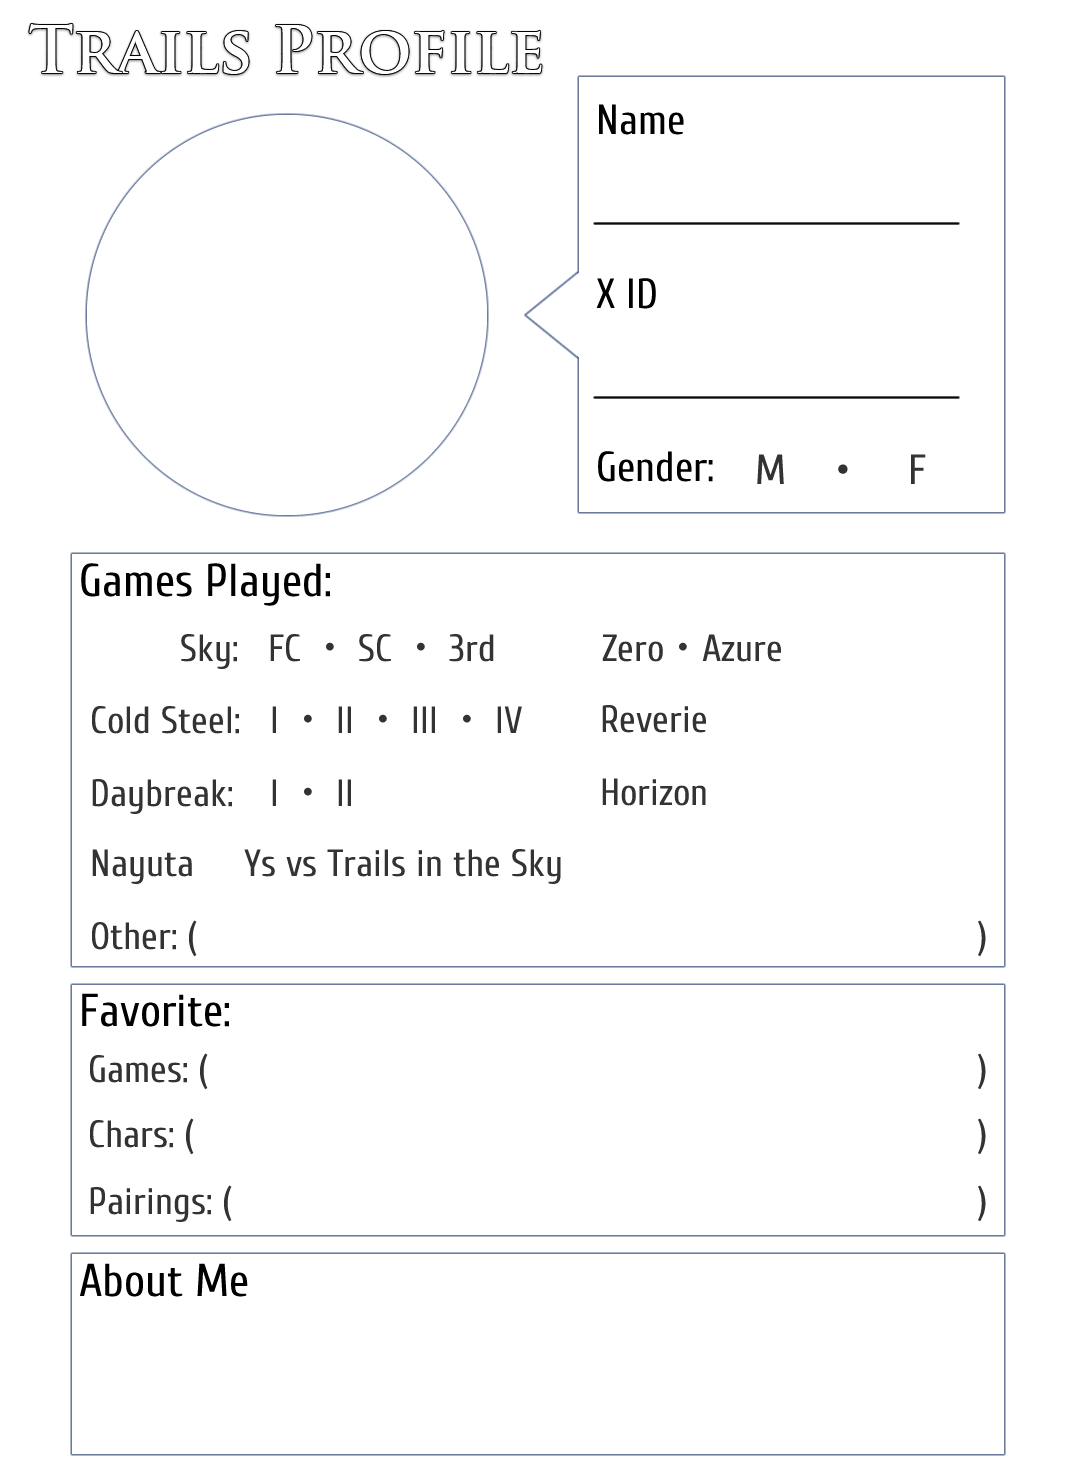 TRAILS PROFILE
Name
X ID
Gender: M • F
Games Played:
Sky: FC • SC • 3rd Zero • Azure
Cold Steel: I • II • III • IV Reverie
Daybreak: I • II Horizon
Nayuta Ys vs Trails in the Sky
Other: ( )
Favorite:
Games: ( )
Chars: ( )
Pairings: ( )
About Me